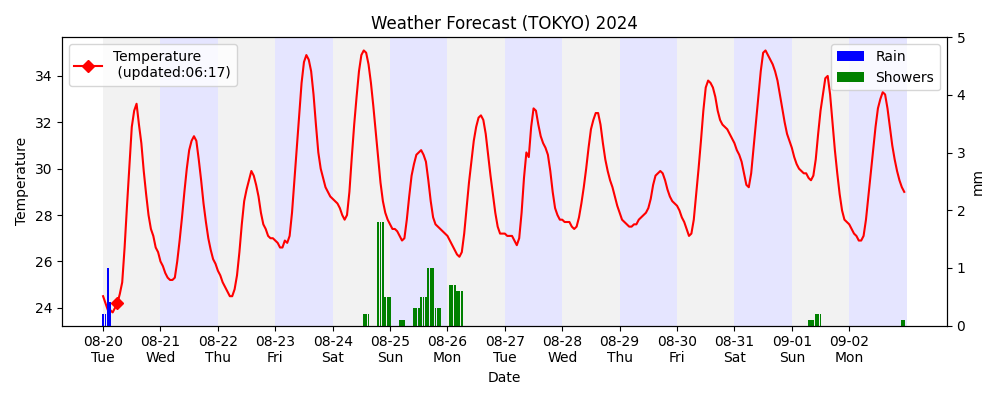 Weather Forecast (TOKYO) 2024
Temperature
(updated:06:17)
Rain
Showers
Temperature
34
32
30
28
26
24
5
4
3
2
1
0
mm
08-20 08-21 08-22 08-23 08-24 08-25 08-26 08-27 08-28 08-29 08-30 08-31 09-01 09-02
Tue Wed Thu Fri Sat Sun Mon Tue Wed Thu Fri Sat Sun Mon
Date